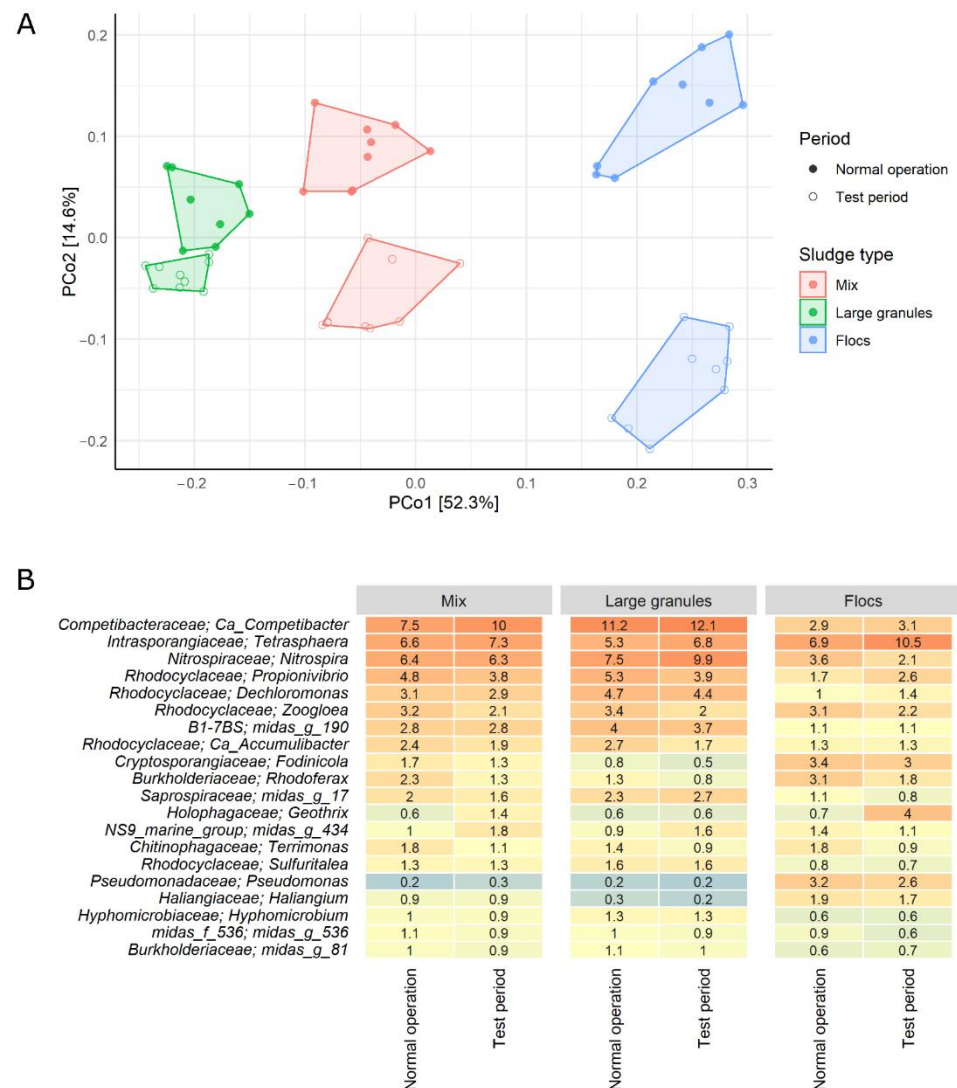 A
0.2
0.1
0.0
−0.1
−0.2
PCo2 [14.6%]
−0.2 −0.1 0.0 0.1 0.2 0.3
PCo1 [52.3%]
Period
Normal operation
Test period
Sludge type
Mix
Large granules
Flocs
B
Mix Large granules Flocs
Competibacteraceae; Ca_Competibacter 7.5 10 11.2 12.1 2.9 3.1
Intrasporangiaceae; Tetrasphaera 6.6 7.3 5.3 6.8 6.9 10.5
Nitrospiraceae; Nitrospira 6.4 6.3 7.5 9.9 3.6 2.1
Rhodocyclaceae; Propionivibrio 4.8 3.8 5.3 3.9 1.7 2.6
Rhodocyclaceae; Dechloromonas 3.1 2.9 4.7 4.4 1 1.4
Rhodocyclaceae; Zoogloea 3.2 2.1 3.4 2 3.1 2.2
B1-7BS; midas_g_190 2.8 2.8 4 3.7 1.1 1.1
Rhodocyclaceae; Ca_Accumulibacter 2.4 1.9 2.7 1.7 1.3 1.3
Cryptosporangiaceae; Fodinicola 1.7 1.3 0.8 0.5 3.4 3
Burkholderiaceae; Rhodoferax 2.3 1.3 1.3 0.8 3.1 1.8
Saprospiraceae; midas_g_17 2 1.6 2.3 2.7 1.1 0.8
Holophagaceae; Geothrix 0.6 1.4 0.6 0.6 0.7 4
NS9_marine_group; midas_g_434 1 1.8 0.9 1.6 1.4 1.1
Chitinophagaceae; Terrimonas 1.8 1.1 1.4 0.9 1.8 0.9
Rhodocyclaceae; Sulfuritalea 1.3 1.3 1.6 1.6 0.8 0.7
Pseudomonadaceae; Pseudomonas 0.2 0.3 0.2 0.2 3.2 2.6
Haliangiaceae; Haliangium 0.9 0.9 0.3 0.2 1.9 1.7
Hyphomicrobiaceae; Hyphomicrobium 1 0.9 1.3 1.3 0.6 0.6
midas_f_536; midas_g_536 1.1 0.9 1 0.9 0.9 0.6
Burkholderiaceae; midas_g_81 1 0.9 1.1 1 0.6 0.7
Normal operation Test period Normal operation Test period Normal operation Test period